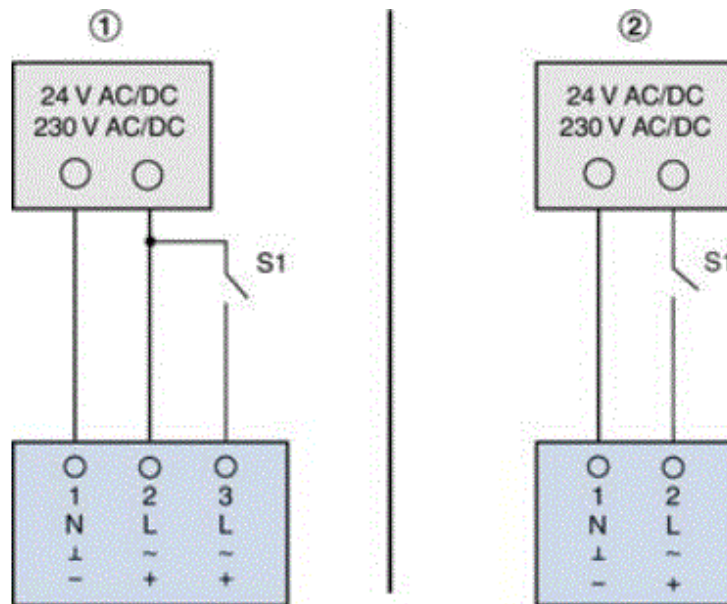 ①
24 V AC/DC
230 V AC/DC
S1
1 2 3
N L L
⊥ ~ ~
– + +
②
24 V AC/DC
230 V AC/DC
S1
1 2
N L
⊥ ~
– +